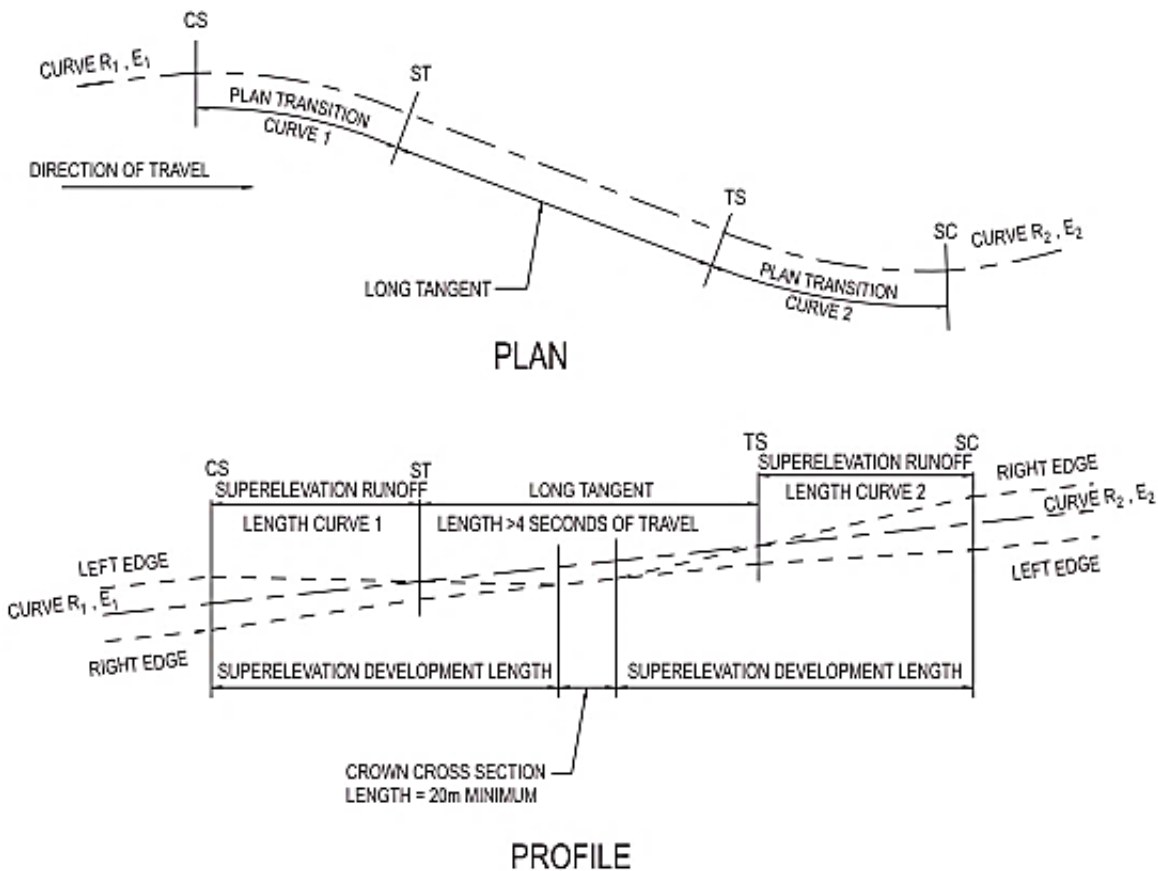 CS
CURVE R₁ , E₁
ST
PLAN TRANSITION
CURVE 1
DIRECTION OF TRAVEL
TS
SC
CURVE R₂ , E₂
LONG TANGENT
PLAN TRANSITION
CURVE 2
PLAN
CS
ST
TS
SC
SUPERELEVATION RUNOFF
LONG TANGENT
SUPERELEVATION RUNOFF
RIGHT EDGE
LENGTH CURVE 1
LENGTH >4 SECONDS OF TRAVEL
LENGTH CURVE 2
CURVE R₂ , E₂
LEFT EDGE
LEFT EDGE
CURVE R₁ , E₁
RIGHT EDGE
SUPERELEVATION DEVELOPMENT LENGTH
SUPERELEVATION DEVELOPMENT LENGTH
CROWN CROSS SECTION
LENGTH = 20m MINIMUM
PROFILE